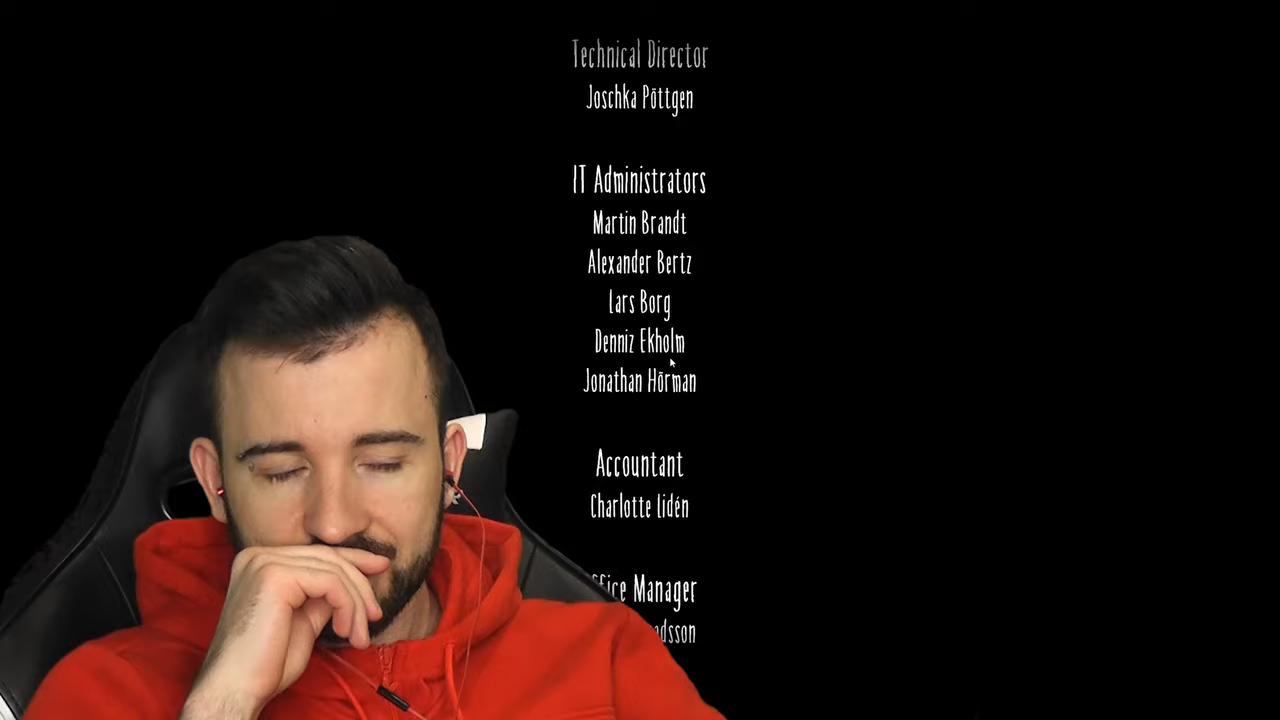 Technical Director
Joschka Pöttgen
IT Administrators
Martin Brandt
Alexander Bertz
Lars Borg
Denniz Ekholm
Jonathan Hörman
Accountant
Charlotte Lidén
Manager